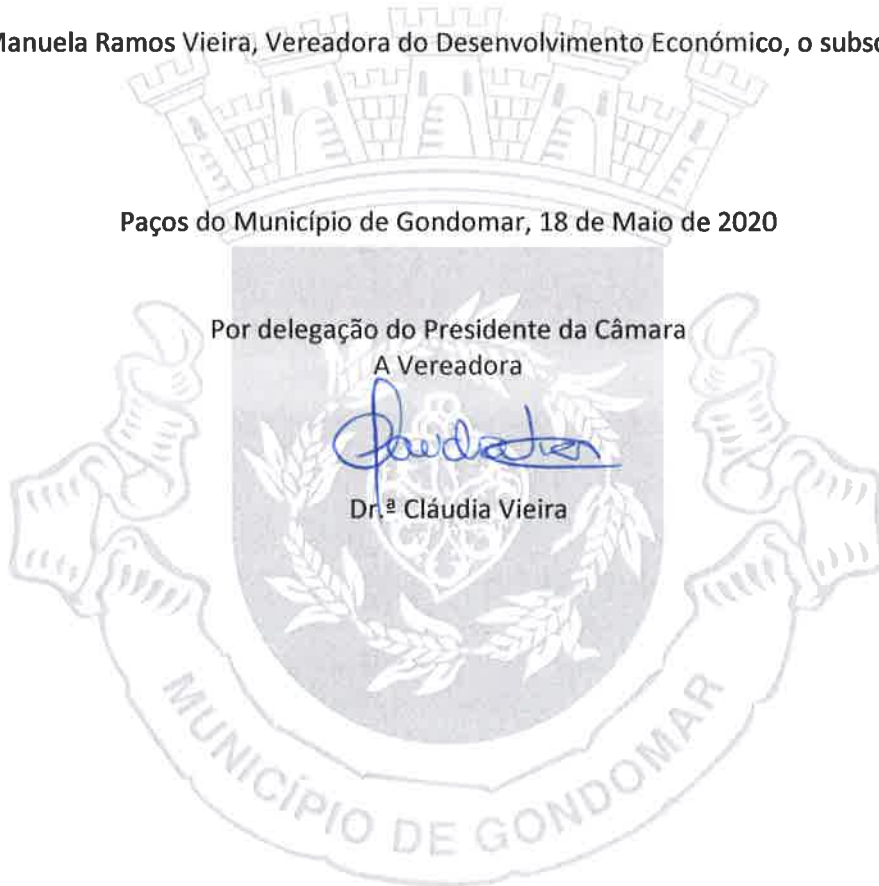 Manuela Ramos Vieira, Vereadora do Desenvolvimento Económico, o subsc
Paços do Município de Gondomar, 18 de Maio de 2020
Por delegação do Presidente da Câmara
A Vereadora
Dr.ª Cláudia Vieira
MUNICÍPIO DE GONDOMAR